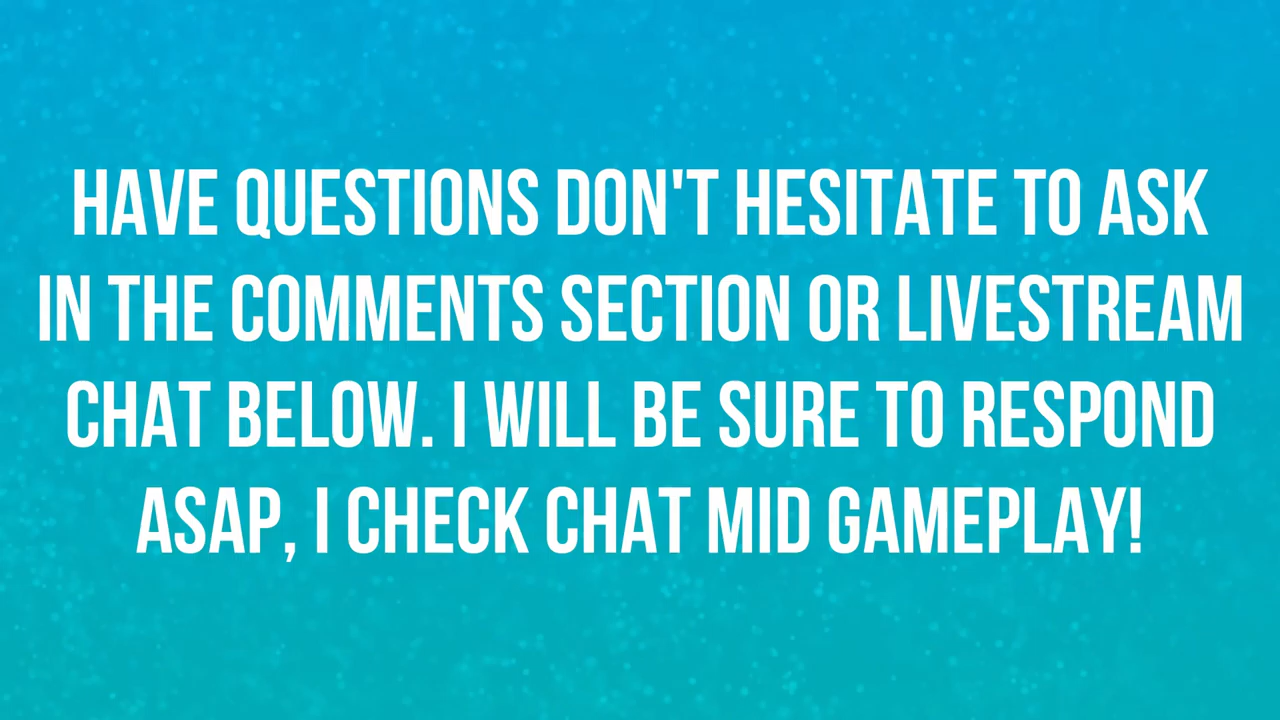 HAVE QUESTIONS DON'T HESITATE TO ASK
IN THE COMMENTS SECTION OR LIVESTREAM
CHAT BELOW. I WILL BE SURE TO RESPOND
ASAP, I CHECK CHAT MID GAMEPLAY!